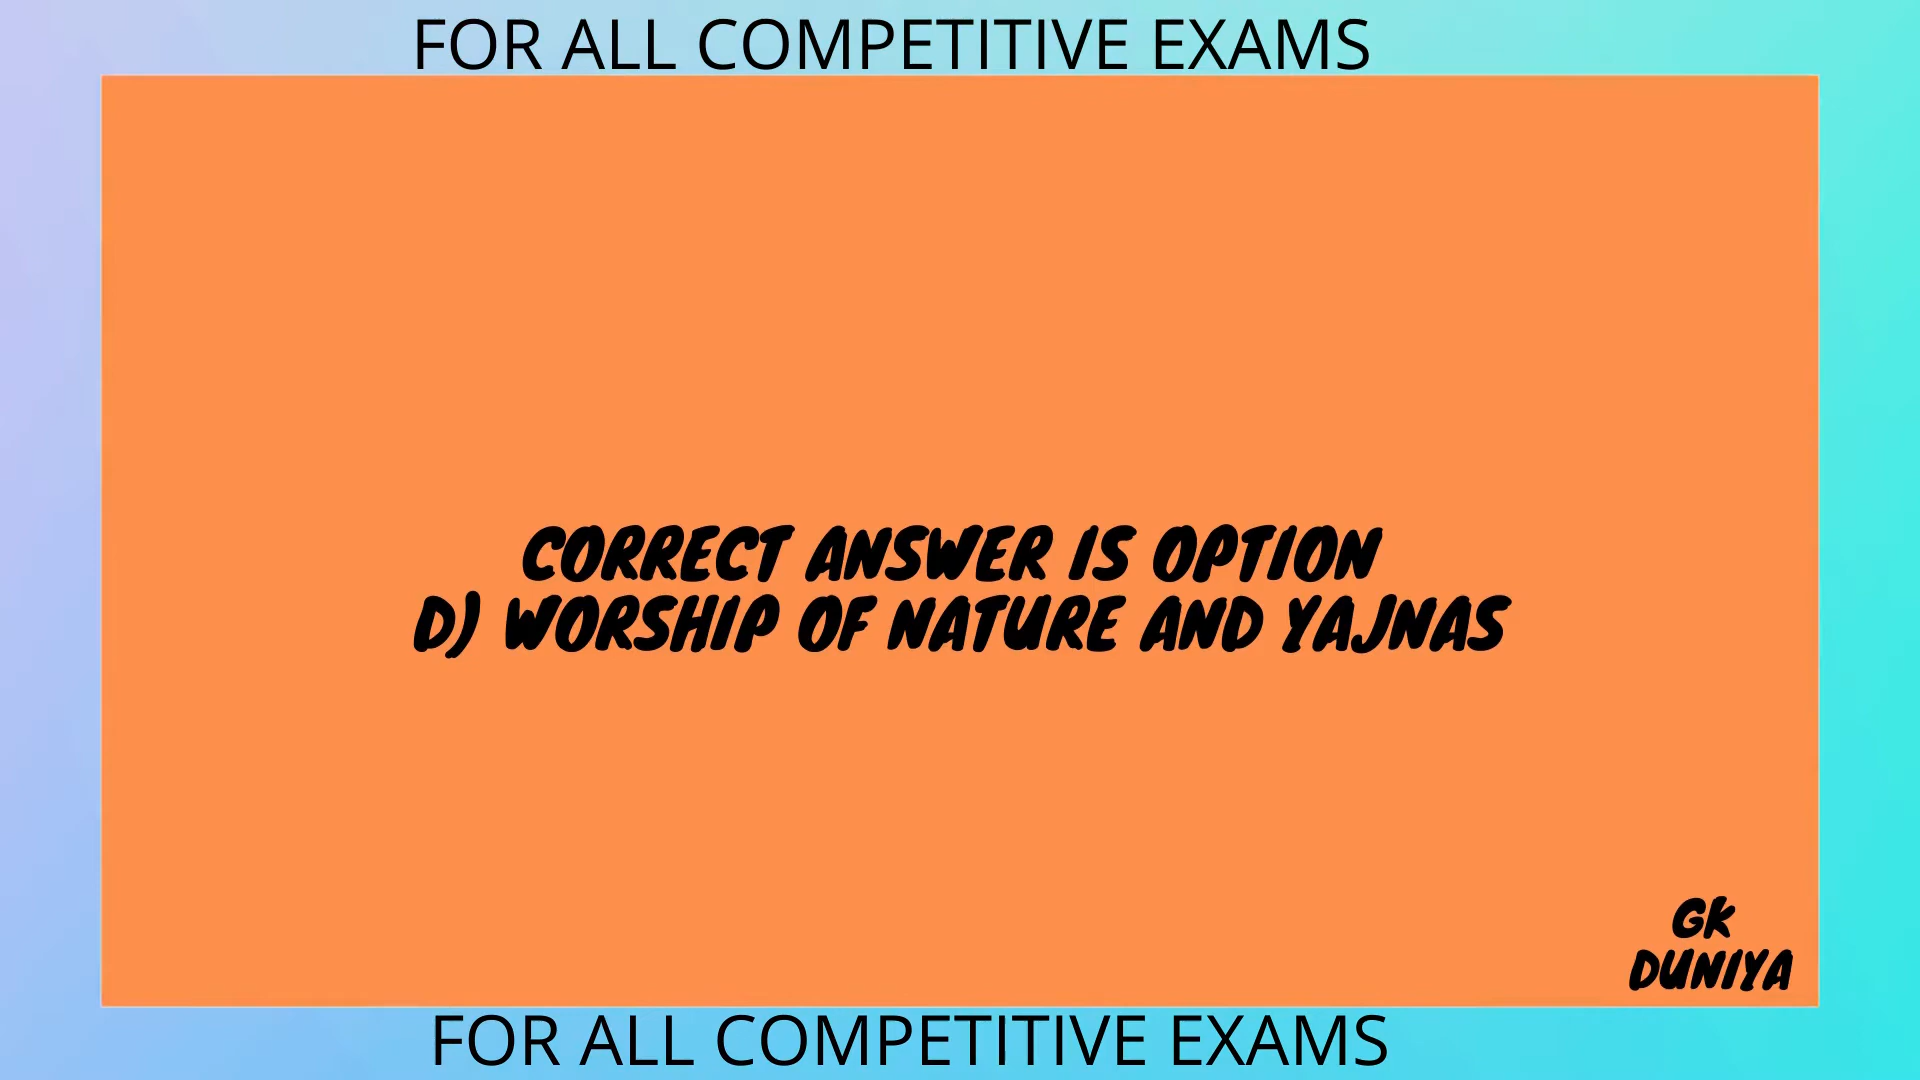 FOR ALL COMPETITIVE EXAMS
CORRECT ANSWER IS OPTION
D) WORSHIP OF NATURE AND YAJNAS
GK
DUNIYA
FOR ALL COMPETITIVE EXAMS